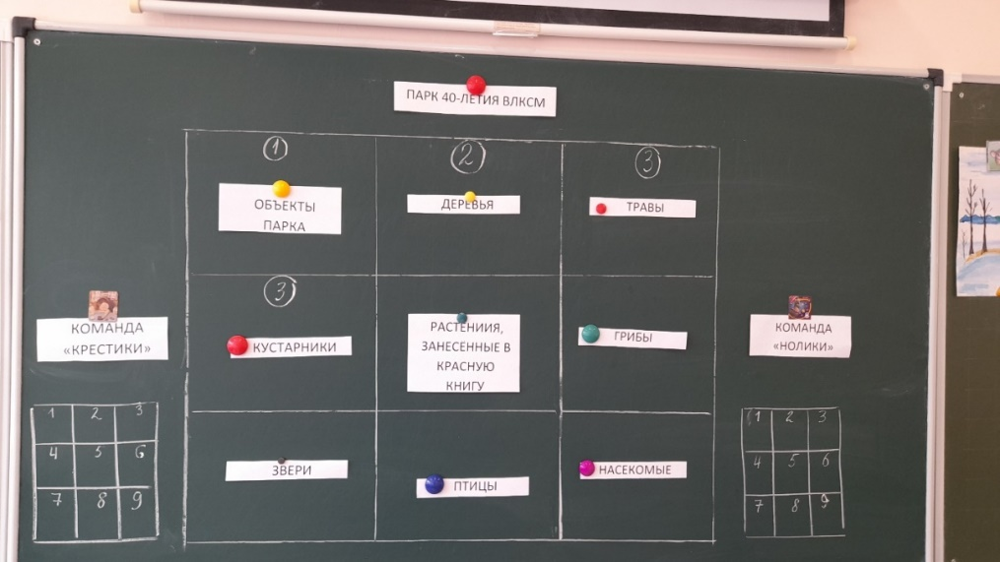 ПАРК 40-ЛЕТИЯ ВЛКСМ
1
2
3
ОБЪЕКТЫ
ПАРКА
ДЕРЕВЬЯ
ТРАВЫ
3
КУСТАРНИКИ
РАСТЕНИИЯ,
ЗАНЕСЕННЫЕ В
КРАСНУЮ
КНИГУ
ГРИБЫ
ЗВЕРИ
ПТИЦЫ
НАСЕКОМЫЕ
КОМАНДА
«КРЕСТИКИ»
1 2 3
4 5 6
7 8 9
КОМАНДА
«НОЛИКИ»
1 2 3
4 5 6
7 8 9